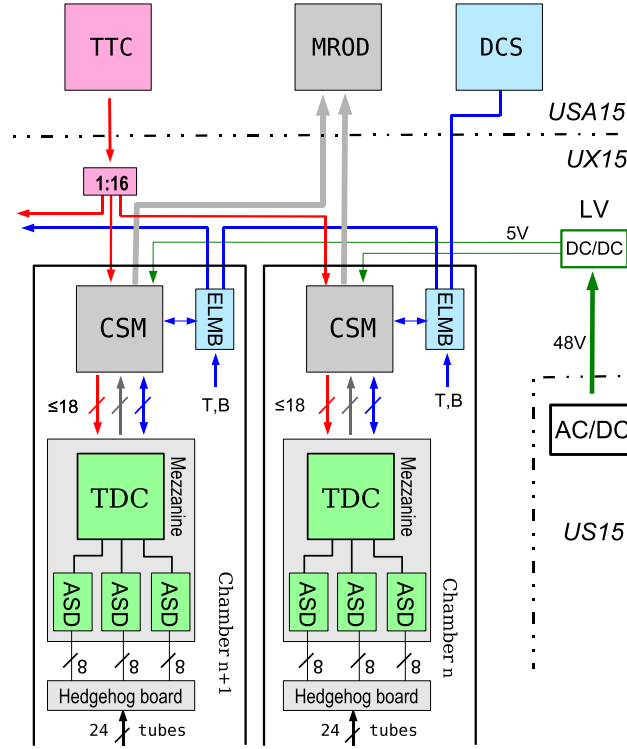 TTC
MROD
DCS
USA15
UX15
1:16
LV
5V
DC/DC
CSM
ELMB
CSM
ELMB
48V
≤18
T,B
≤18
T,B
AC/DC
TDC
Mezzanine
TDC
Mezzanine
US15
ASD
ASD
ASD
Chamber n+1
ASD
ASD
ASD
Chamber n
8
8
8
8
8
8
Hedgehog board
Hedgehog board
24 tubes
24 tubes